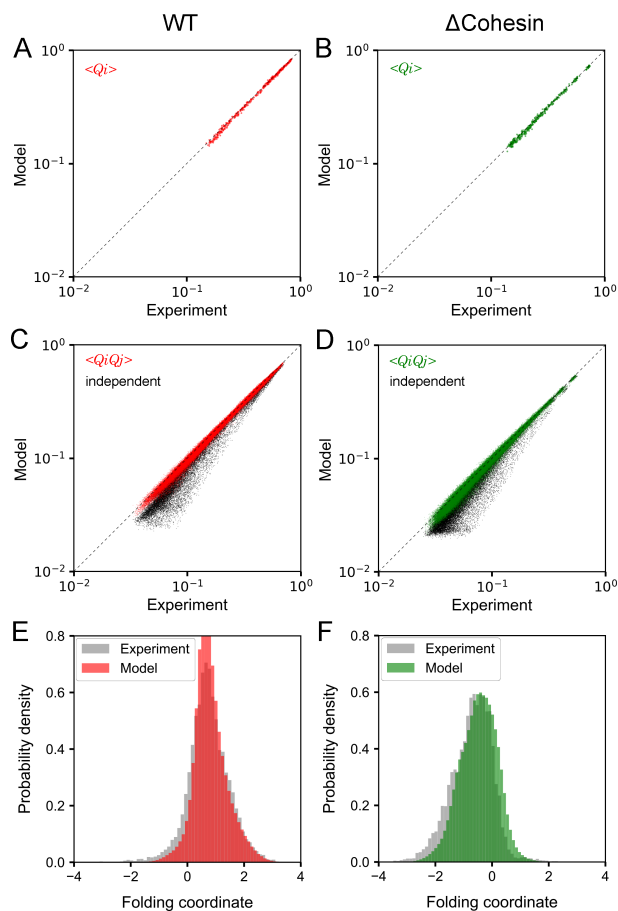 WT
ΔCohesin
A
B
<Qi>
<Qi>
10⁰
10⁻¹
10⁻²
Model
10⁻² 10⁻¹ 10⁰
Experiment
10⁰
10⁻¹
10⁻²
Model
10⁻² 10⁻¹ 10⁰
Experiment
C
D
<QiQj>
independent
<QiQj>
independent
10⁰
10⁻¹
10⁻²
Model
10⁻² 10⁻¹ 10⁰
Experiment
10⁰
10⁻¹
10⁻²
Model
10⁻² 10⁻¹ 10⁰
Experiment
E
F
Experiment
Model
Experiment
Model
0.8
0.6
0.4
0.2
0.0
Probability density
−4 −2 0 2 4
Folding coordinate
0.8
0.6
0.4
0.2
0.0
Probability density
−4 −2 0 2 4
Folding coordinate